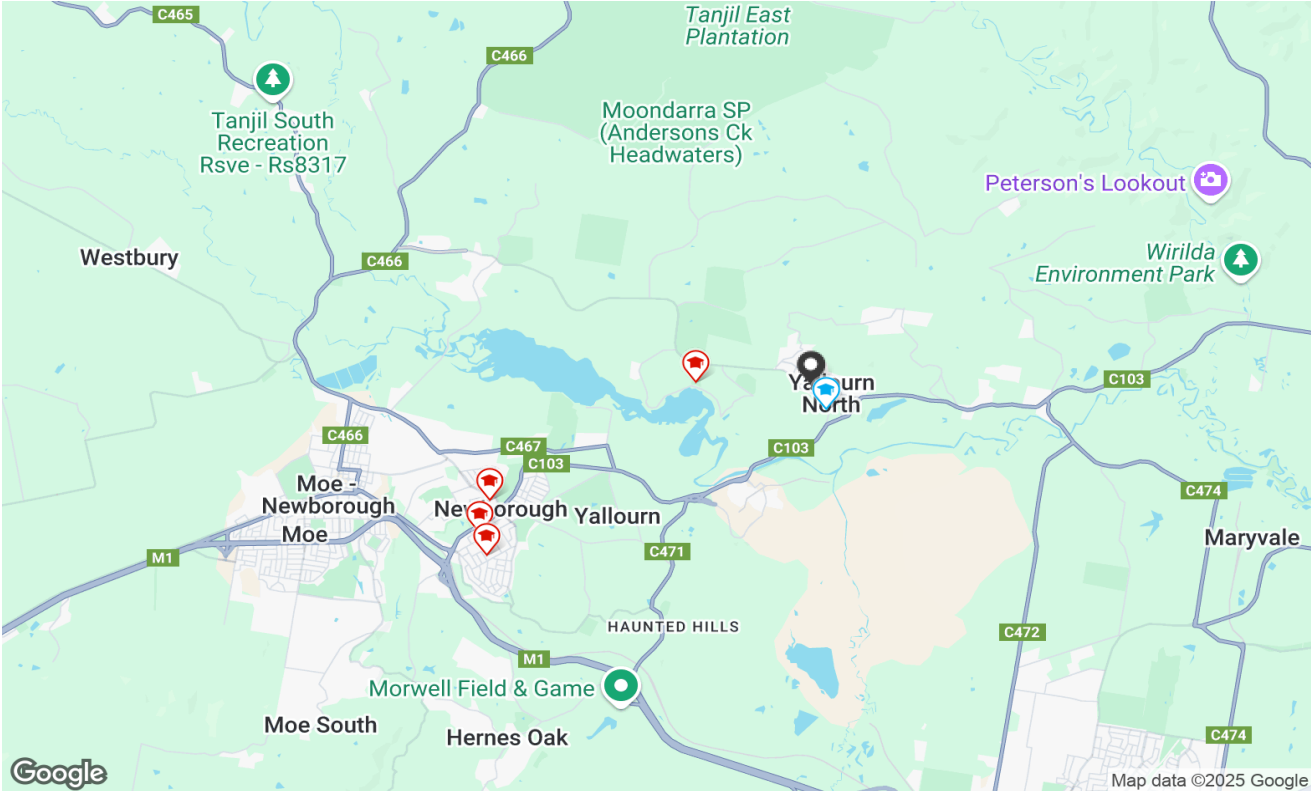 C465
Tanjil East
Plantation
C466
Tanjil South
Recreation
Rsve - Rs8317
Moondarra SP
(Andersons Ck
Headwaters)
Peterson's Lookout
Westbury
C466
Wirilda
Environment Park
Yallourn
North
C103
C466
C467
C103
C103
Moe -
Newborough
Newborough
Yallourn
C474
Moe
M1
C471
Maryvale
HAUNTED HILLS
C472
M1
Morwell Field & Game
Moe South
Hernes Oak
C474
Google
Map data ©2025 Google